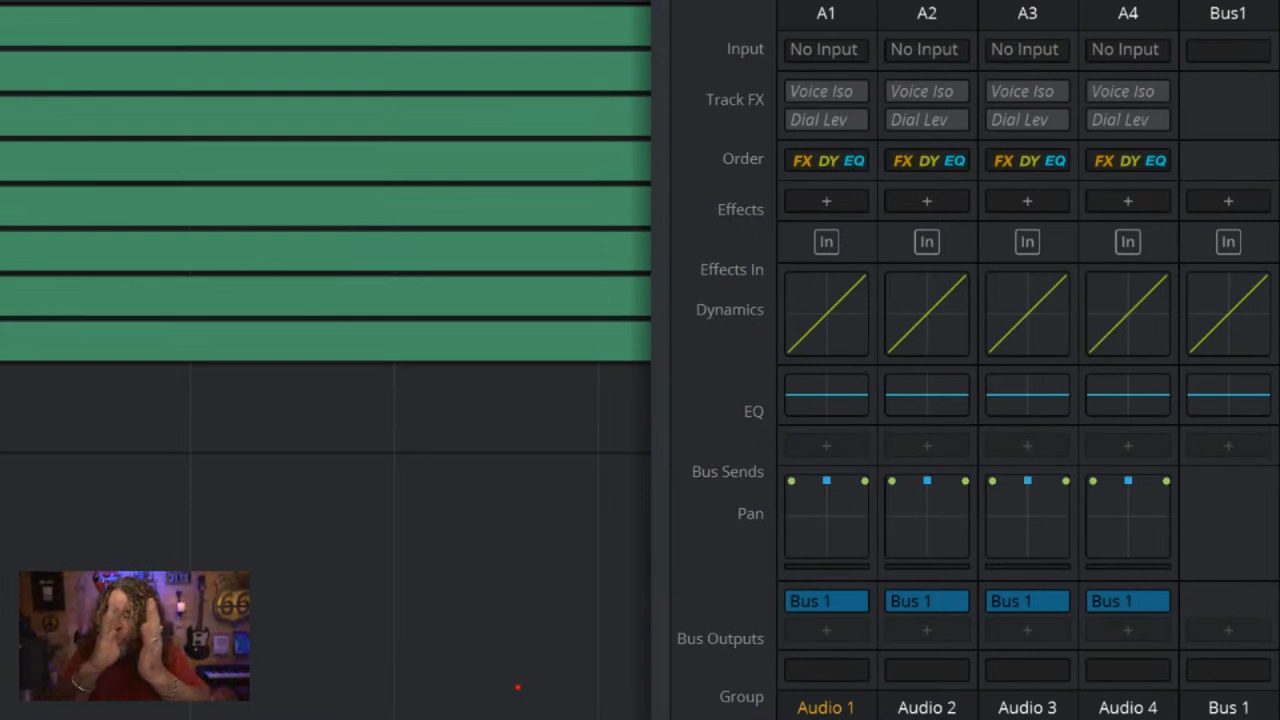 A1 A2 A3 A4 Bus1
Input No Input No Input No Input No Input
Track FX Voice Iso Voice Iso Voice Iso Voice Iso
Dial Lev Dial Lev Dial Lev Dial Lev
Order FX DY EQ FX DY EQ FX DY EQ FX DY EQ
Effects + + + + +
Effects In In In In In In
Dynamics
EQ
Bus Sends + + + + +
Pan
Bus 1 Bus 1 Bus 1 Bus 1
Bus Outputs + + + + +
Group
Audio 1 Audio 2 Audio 3 Audio 4 Bus 1
66